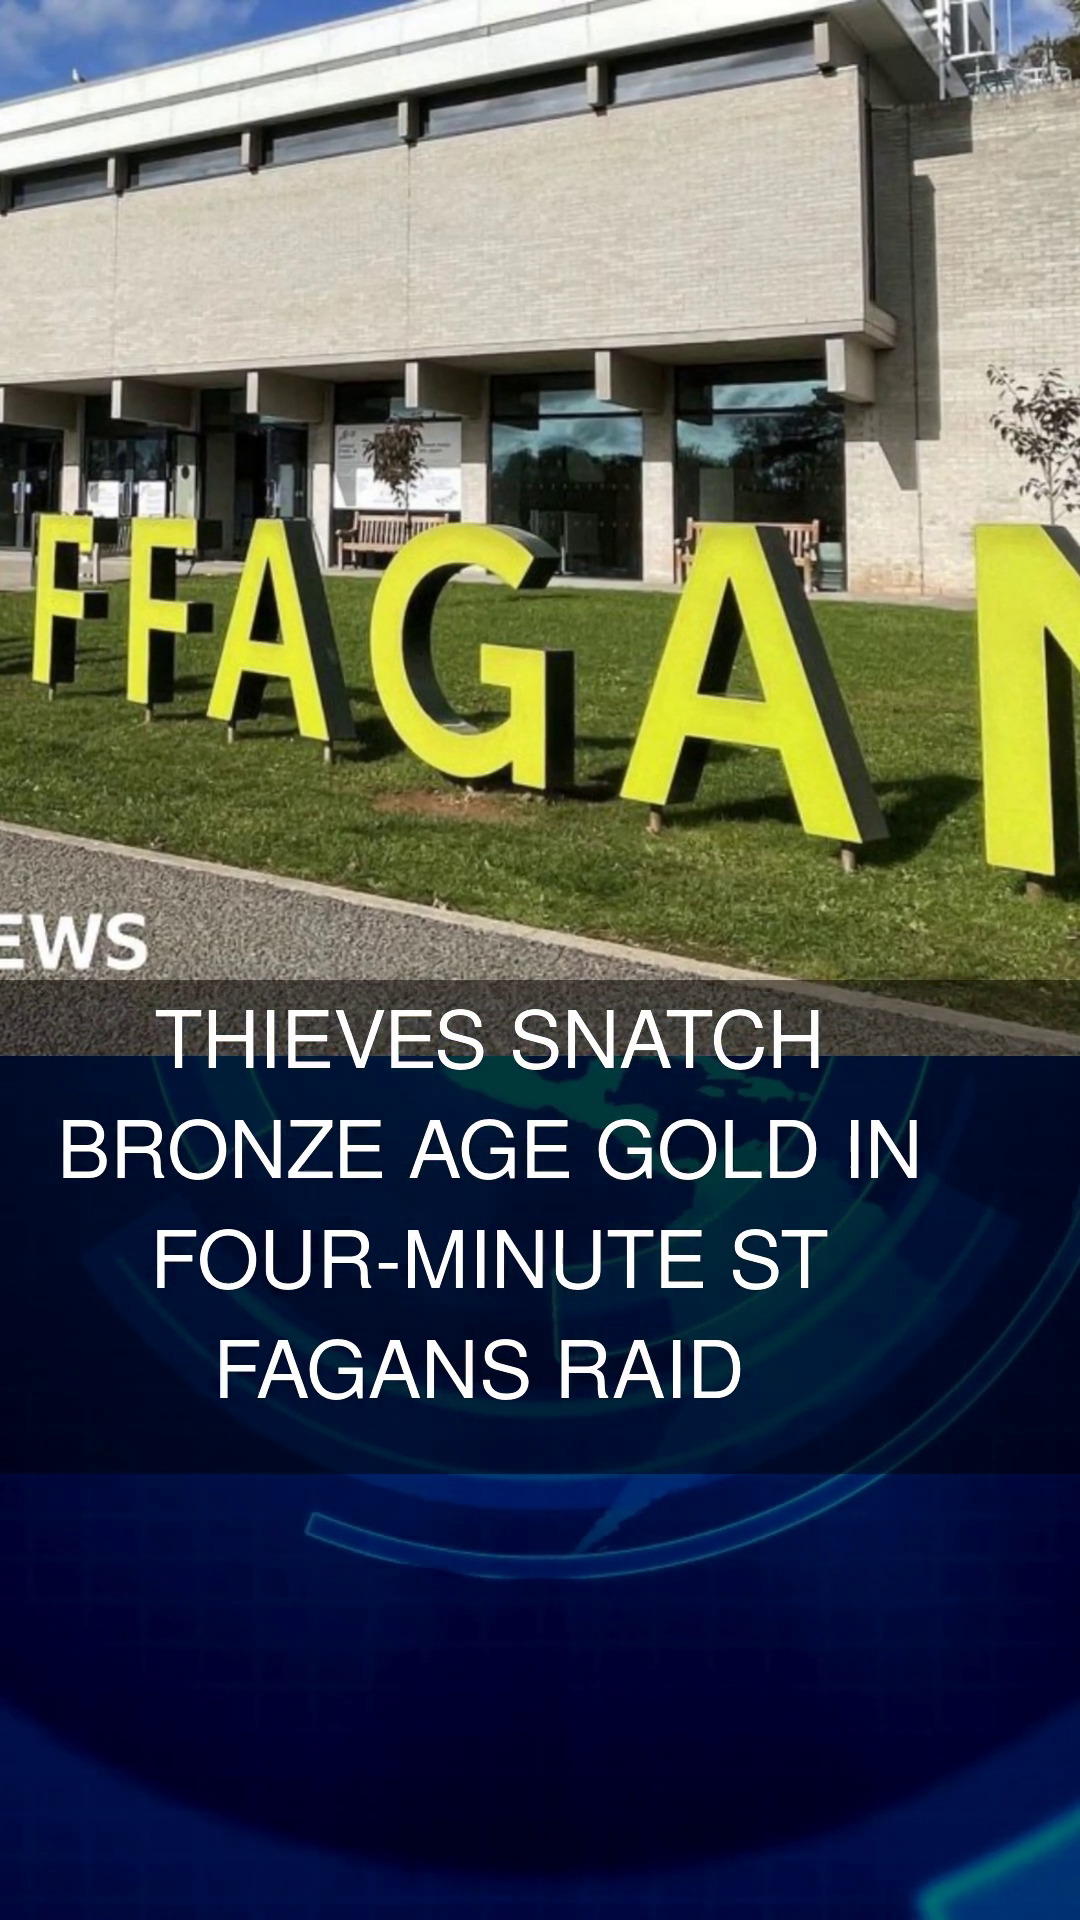 FFAGAN
EWS
THIEVES SNATCH
BRONZE AGE GOLD IN
FOUR-MINUTE ST
FAGANS RAID